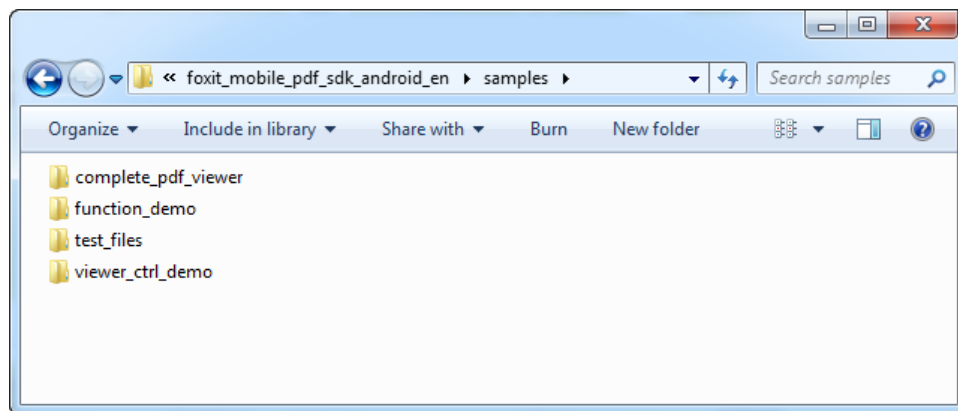 « foxit_mobile_pdf_sdk_android_en samples Search samples
Organize Include in library Share with Burn New folder
complete_pdf_viewer
function_demo
test_files
viewer_ctrl_demo